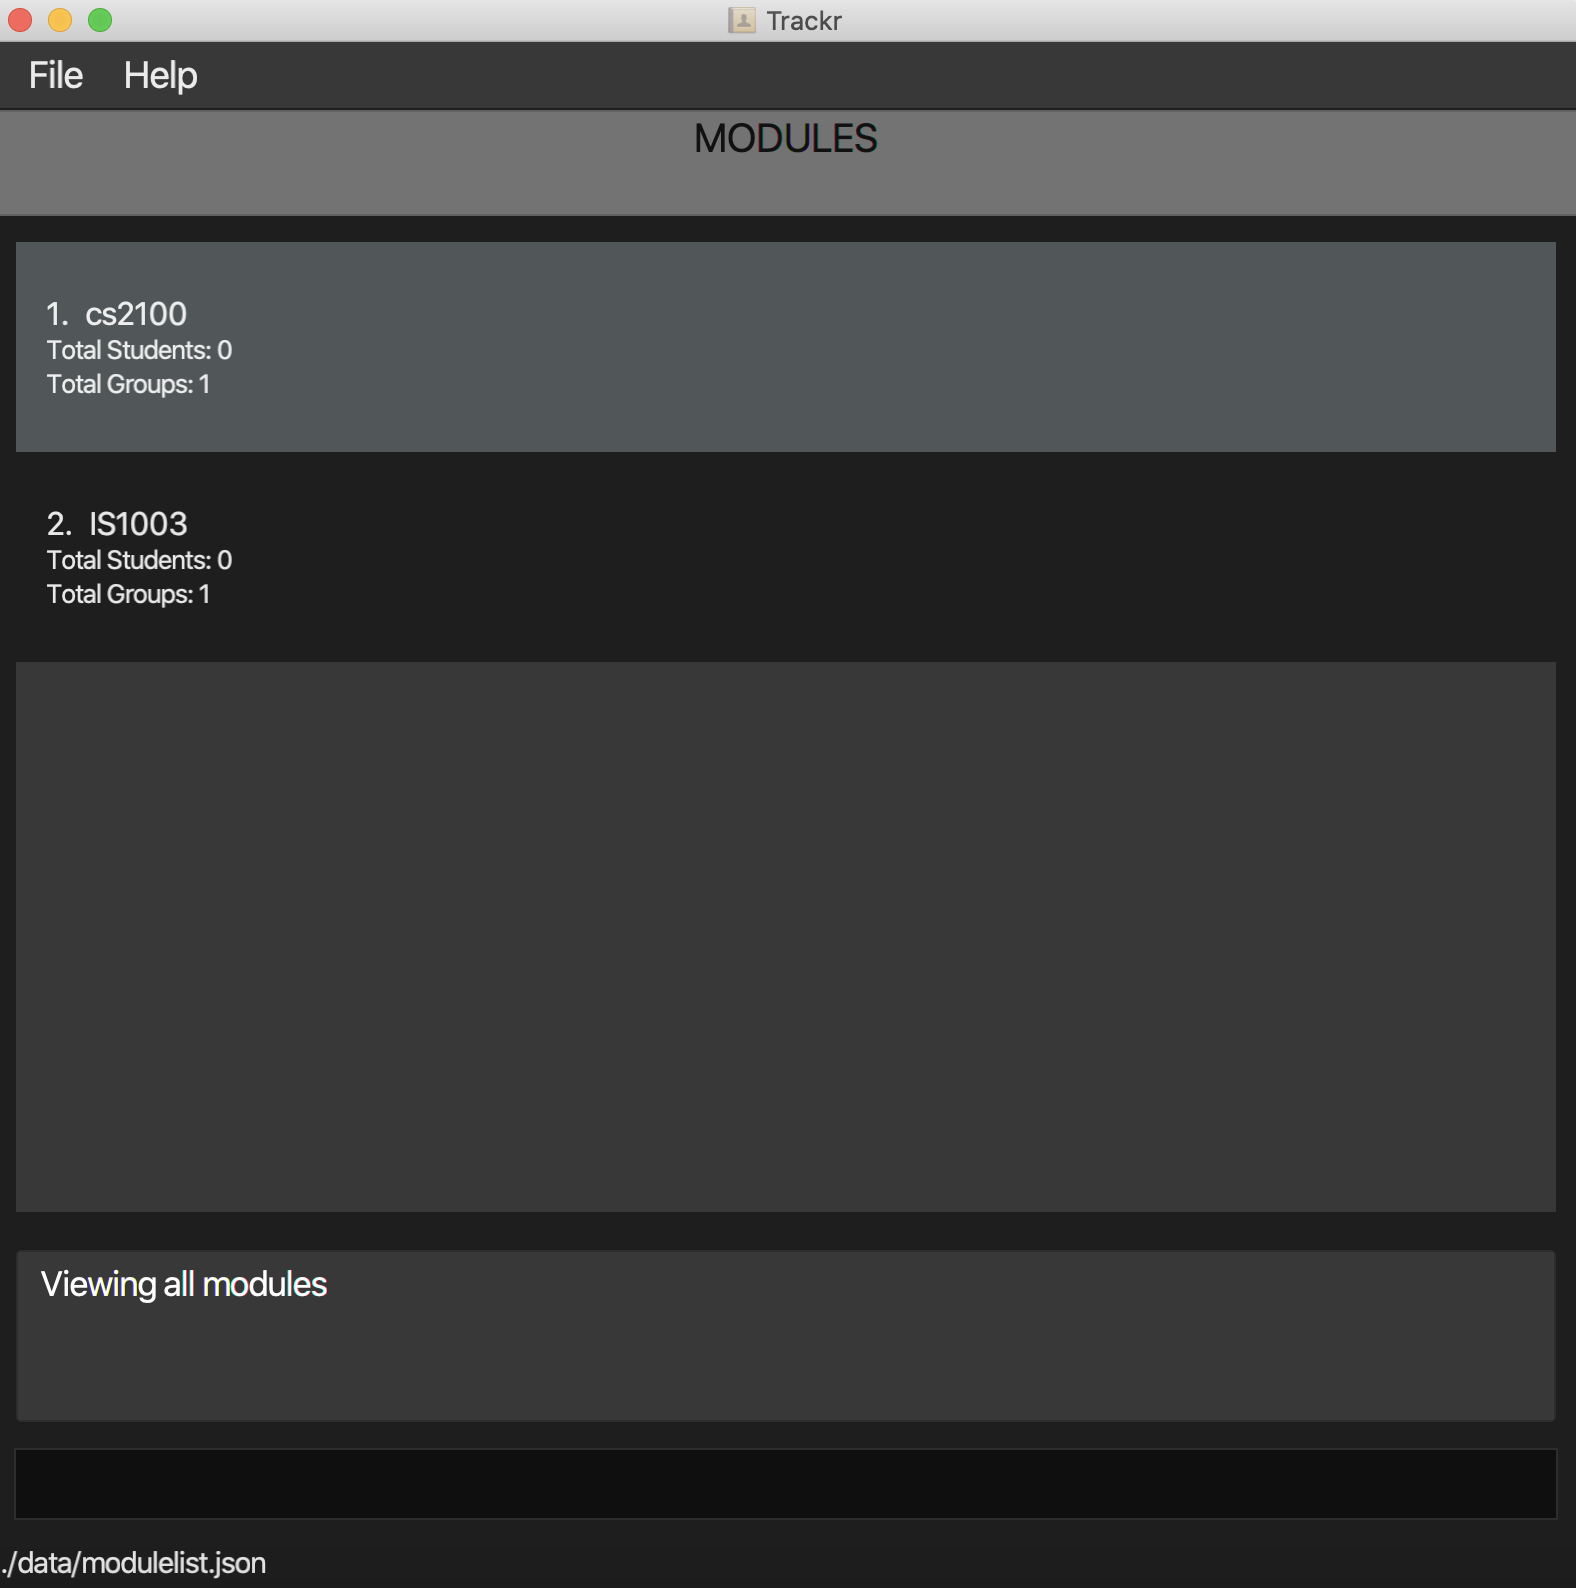 Trackr
File Help
MODULES
1. cs2100
Total Students: 0
Total Groups: 1
2. IS1003
Total Students: 0
Total Groups: 1
Viewing all modules
./data/modulelist.json